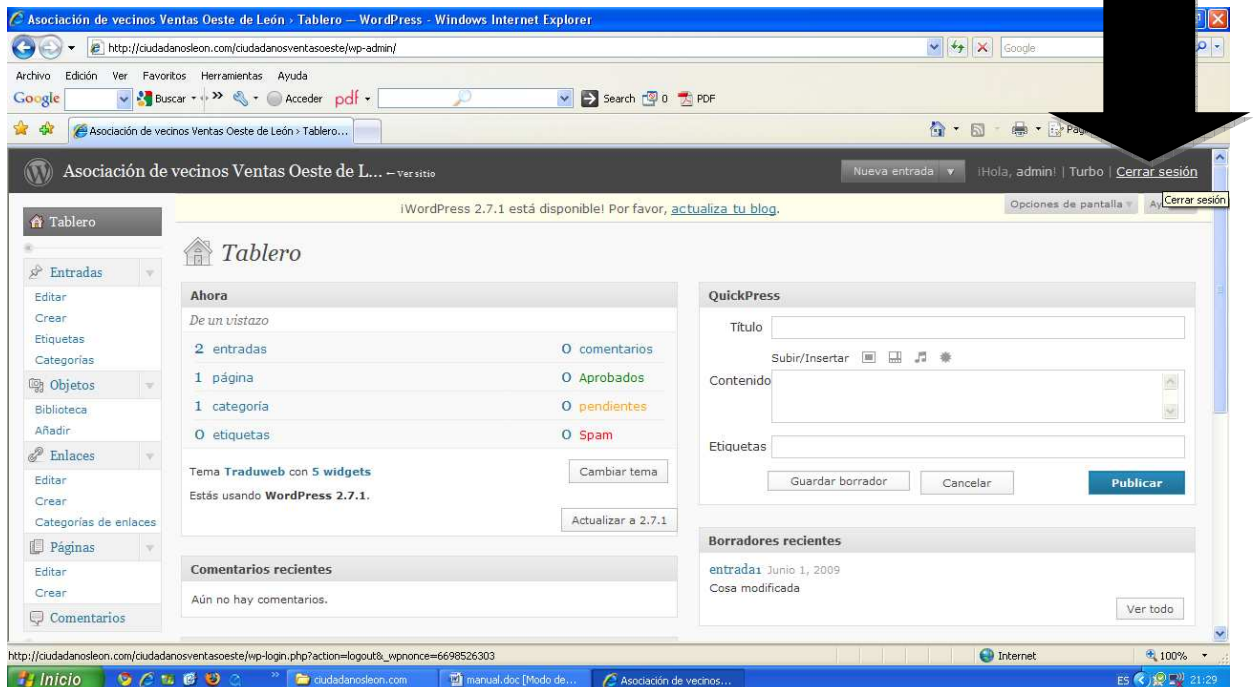 Asociación de vecinos Ventas Oeste de León › Tablero — WordPress - Windows Internet Explorer
http://ciudadanosleon.com/ciudadanosventasoeste/wp-admin/
Google
Archivo Edición Ver Favoritos Herramientas Ayuda
Google Buscar Acceder pdf Search 0 PDF
Asociación de vecinos Ventas Oeste de León › Tablero...
Asociación de vecinos Ventas Oeste de L... ← Ver sitio
Nueva entrada
¡Hola, admin! | Turbo | Cerrar sesión
Cerrar sesión
¡WordPress 2.7.1 está disponible! Por favor, actualiza tu blog.
Opciones de pantalla
Tablero
Entradas
Editar
Crear
Etiquetas
Categorías
Objetos
Biblioteca
Añadir
Enlaces
Editar
Crear
Categorías de enlaces
Páginas
Editar
Crear
Comentarios
Tablero
Ahora
De un vistazo
2 entradas 0 comentarios
1 página 0 Aprobados
1 categoría 0 pendientes
0 etiquetas 0 Spam
Tema Traduweb con 5 widgets
Cambiar tema
Estás usando WordPress 2.7.1.
Actualizar a 2.7.1
Comentarios recientes
Aún no hay comentarios.
QuickPress
Título
Subir/Insertar
Contenido
Etiquetas
Guardar borrador Cancelar Publicar
Borradores recientes
entrada1 Junio 1, 2009
Cosa modificada
Ver todo
http://ciudadanosleon.com/ciudadanosventasoeste/wp-login.php?action=logout&_wpnonce=6698526303
Internet 100%
Inicio
ciudadanosleon.com
manual.doc [Modo de...
Asociación de vecinos...
ES 21:29